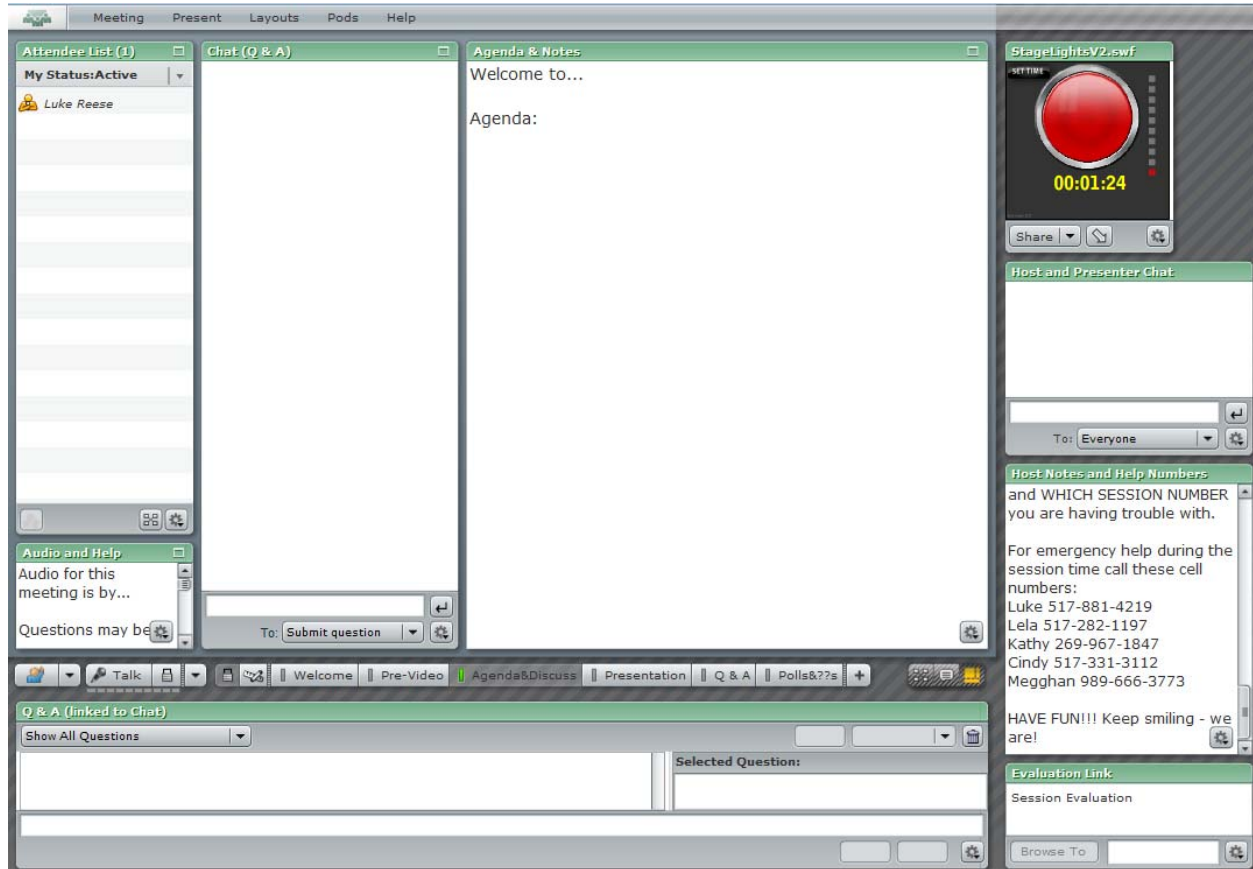 Meeting Present Layouts Pods Help
Attendee List (1)
My Status:Active
Luke Reese
Chat (Q & A)
To: Submit question
Agenda & Notes
Welcome to...
Agenda:
StageLightsV2.swf
SET TIME
00:01:24
Share
Host and Presenter Chat
To: Everyone
Host Notes and Help Numbers
and WHICH SESSION NUMBER
you are having trouble with.
For emergency help during the
session time call these cell
numbers:
Luke 517-881-4219
Lela 517-282-1197
Kathy 269-967-1847
Cindy 517-331-3112
Megghan 989-666-3773
HAVE FUN!!! Keep smiling - we
are!
Audio and Help
Audio for this
meeting is by...
Questions may be
Talk Welcome Pre-Video Agenda&Discuss Presentation Q & A Polls&??s +
Q & A (linked to Chat)
Show All Questions
Selected Question:
Evaluation Link
Session Evaluation
Browse To